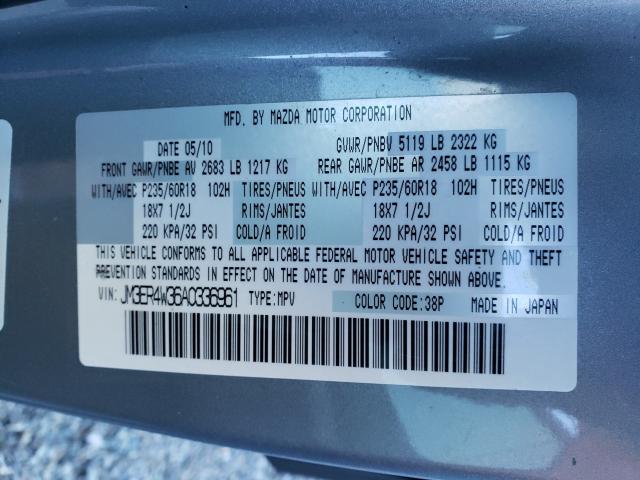 MFD. BY MAZDA MOTOR CORPORATION
DATE 05/10 GVWR/PNBV 5119 LB 2322 KG
FRONT GAWR/PNBE AV 2683 LB 1217 KG REAR GAWR/PNBE AR 2458 LB 1115 KG
WITH/AVEC P235/60R18 102H TIRES/PNEUS WITH/AVEC P235/60R18 102H TIRES/PNEUS
18X7 1/2J RIMS/JANTES 18X7 1/2J RIMS/JANTES
220 KPA/32 PSI COLD/A FROID 220 KPA/32 PSI COLD/A FROID
THIS VEHICLE CONFORMS TO ALL APPLICABLE FEDERAL MOTOR VEHICLE SAFETY AND THEFT
PREVENTION STANDARDS IN EFFECT ON THE DATE OF MANUFACTURE SHOWN ABOVE.
VIN: JM3ER4W36A0336961 TYPE:MPV COLOR CODE:38P MADE IN JAPAN